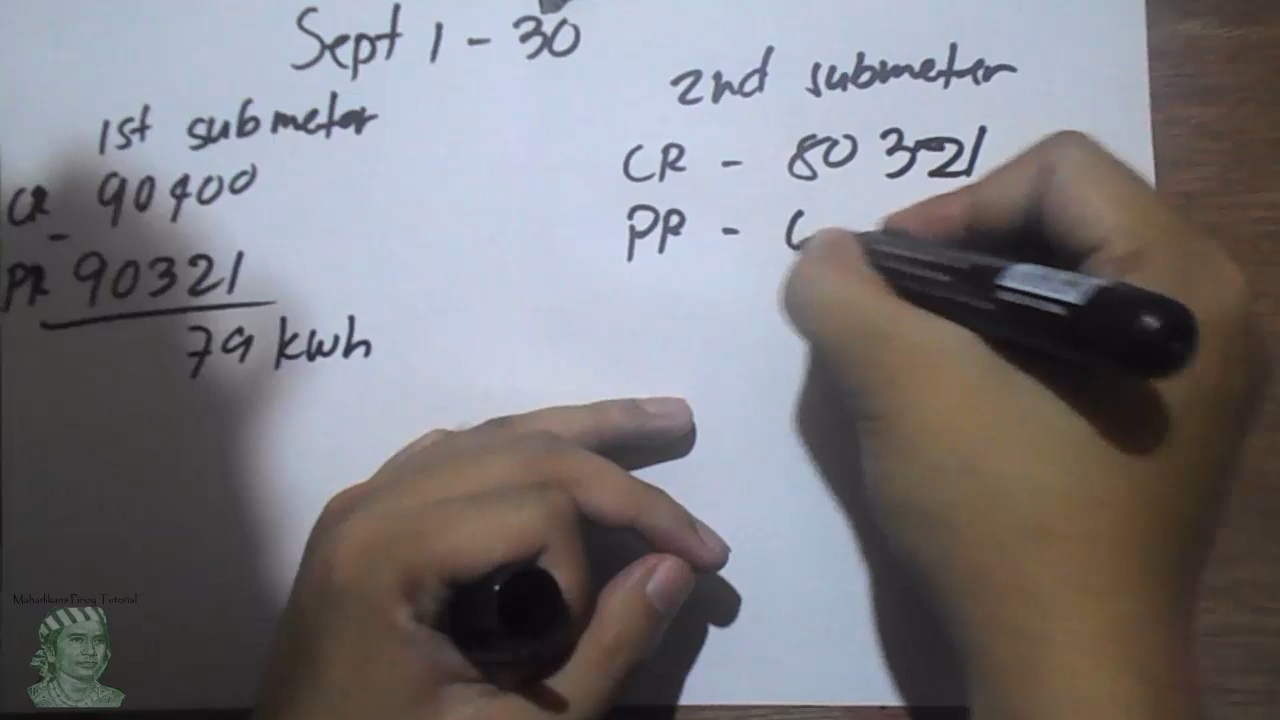 Sept 1 - 30
1st submeter
CR - 90400
PR 90321
79 kwh
2nd submeter
CR - 80321
PR -
Maharlikans Pinoy Tutorial